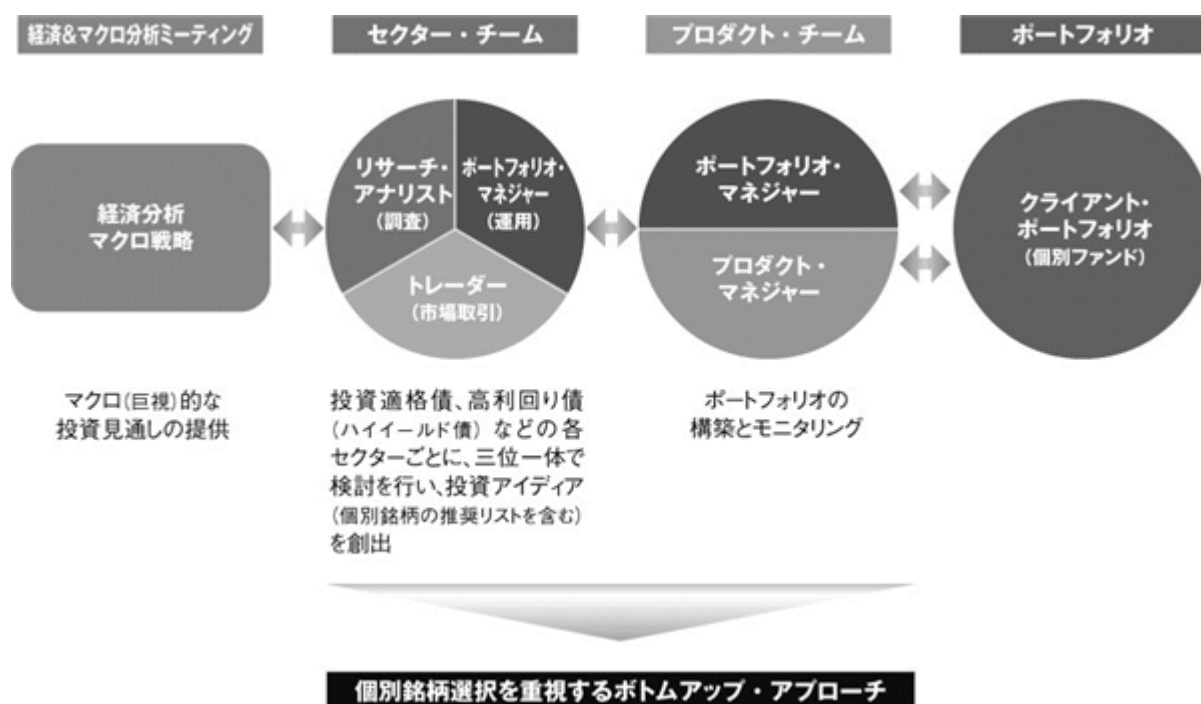 経済&マクロ分析ミーティング
セクター・チーム
プロダクト・チーム
ポートフォリオ
経済分析
マクロ戦略
リサーチ・
アナリスト
(調査)
ポートフォリオ・
マネジャー
(運用)
トレーダー
(市場取引)
ポートフォリオ・
マネジャー
プロダクト・
マネジャー
クライアント・
ポートフォリオ
(個別ファンド)
マクロ(巨視)的な
投資見通しの提供
投資適格債、高利回り債
(ハイイールド債)などの各
セクターごとに、三位一体で
検討を行い、投資アイディア
(個別銘柄の推奨リストを含む)
を創出
ポートフォリオの
構築とモニタリング
個別銘柄選択を重視するボトムアップ・アプローチ